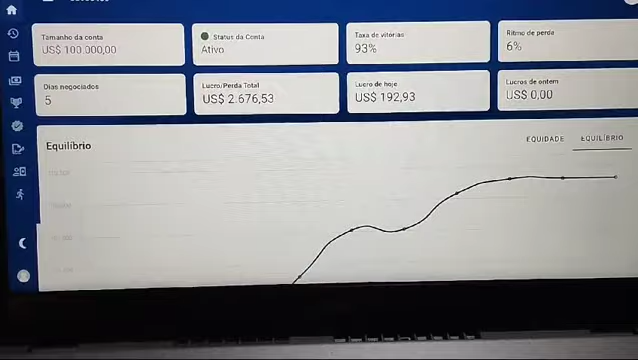 Tamanho da conta
US$ 100.000,00
Status da Conta
Ativo
Taxa de vitórias
93%
Ritmo de perda
6%
Dias negociados
5
Lucro/Perda Total
US$ 2.676,53
Lucro de hoje
US$ 192,93
Lucros de ontem
US$ 0,00
Equilíbrio
EQUIDADE
EQUILÍBRIO